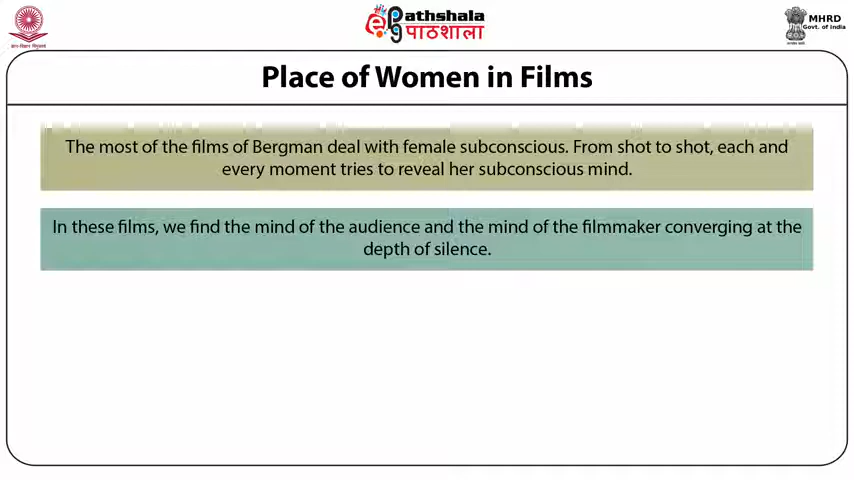 ePathshala
पाठशाला
MHRD
Govt. of India
Place of Women in Films
The most of the films of Bergman deal with female subconscious. From shot to shot, each and
every moment tries to reveal her subconscious mind.
In these films, we find the mind of the audience and the mind of the filmmaker converging at the
depth of silence.